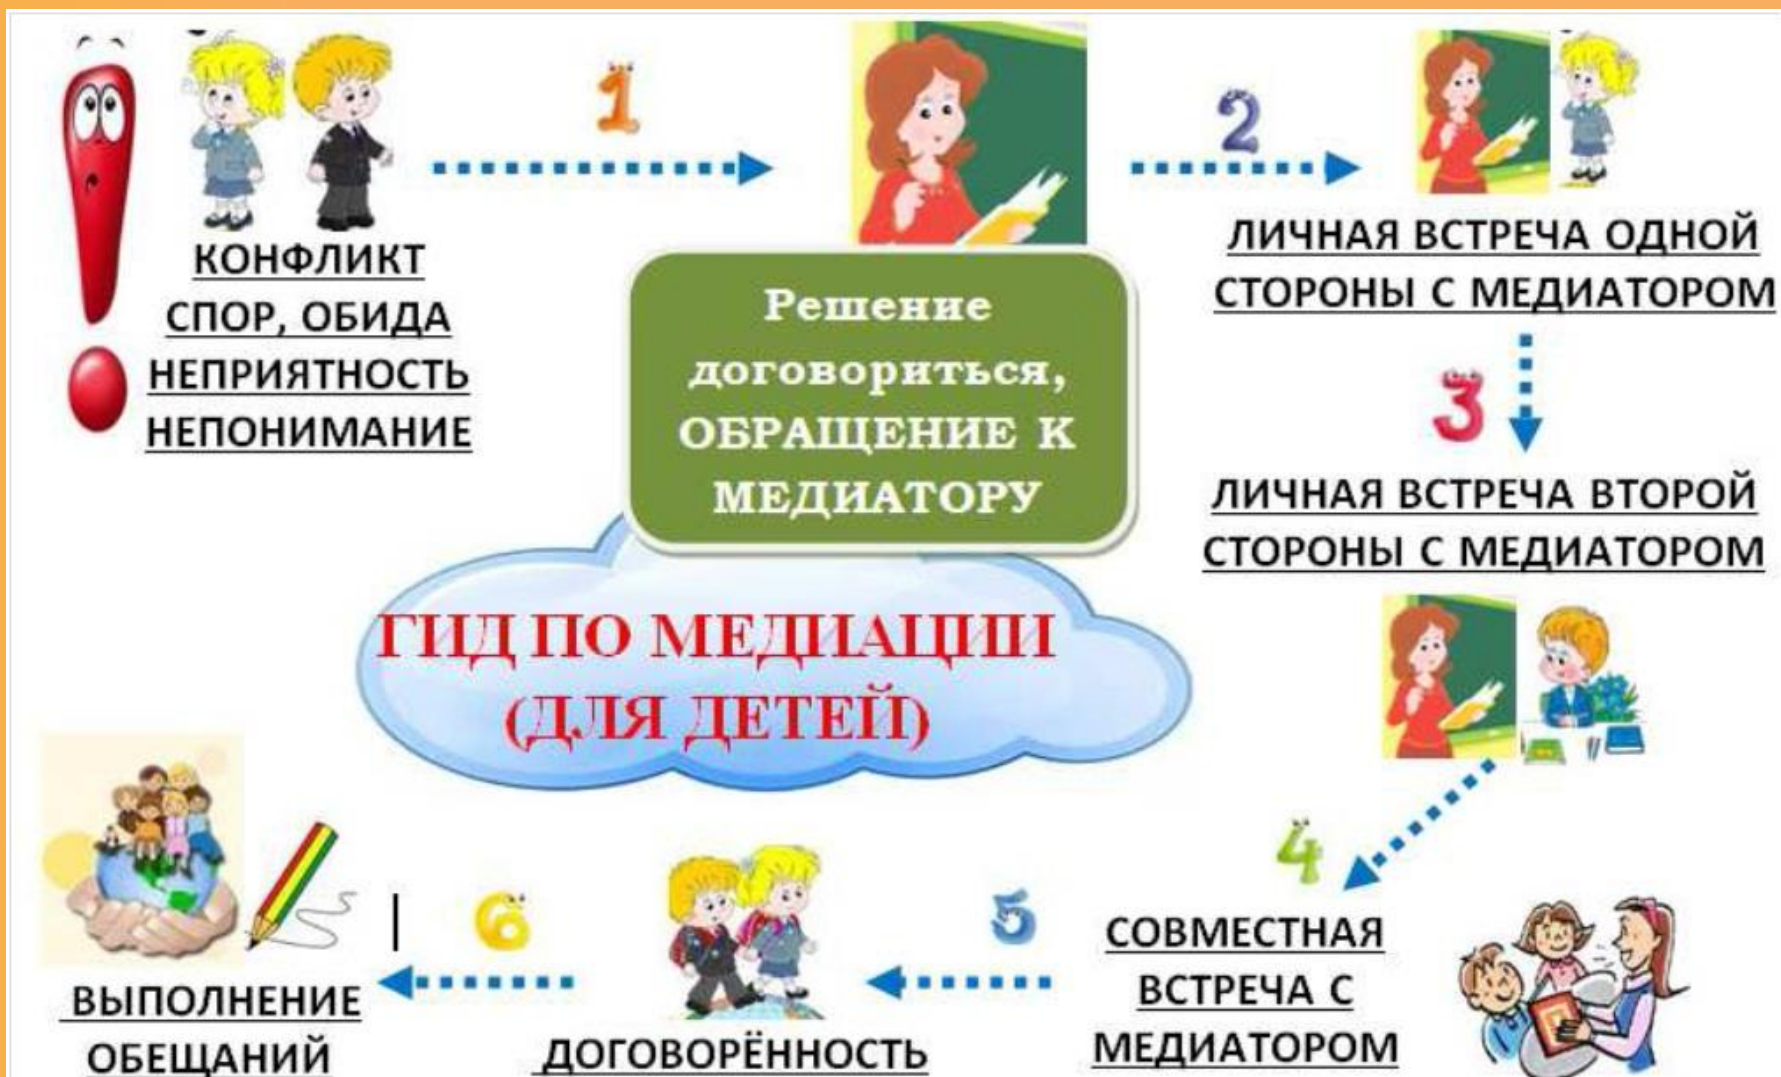 КОНФЛИКТ
СПОР, ОБИДА
НЕПРИЯТНОСТЬ
НЕПОНИМАНИЕ
1
Решение
договориться,
ОБРАЩЕНИЕ К
МЕДИАТОРУ
2
ЛИЧНАЯ ВСТРЕЧА ОДНОЙ
СТОРОНЫ С МЕДИАТОРОМ
3
ЛИЧНАЯ ВСТРЕЧА ВТОРОЙ
СТОРОНЫ С МЕДИАТОРОМ
ГИД ПО МЕДИАЦИИ
(ДЛЯ ДЕТЕЙ)
4
СОВМЕСТНАЯ
ВСТРЕЧА С
МЕДИАТОРОМ
5
ДОГОВОРЁННОСТЬ
6
ВЫПОЛНЕНИЕ
ОБЕЩАНИЙ